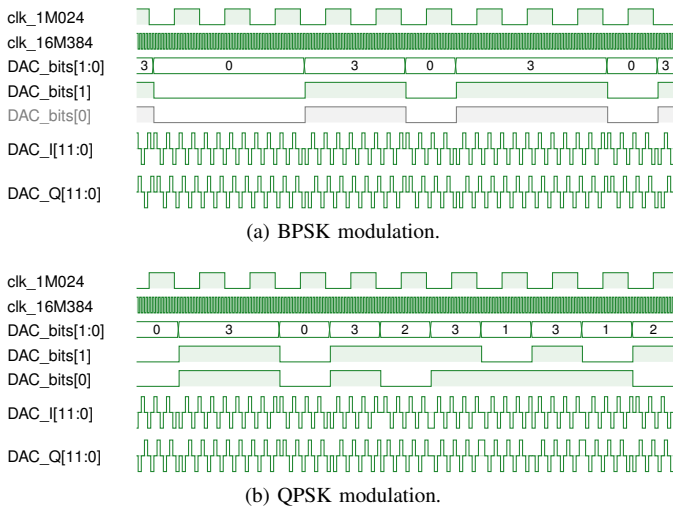 clk_1M024
clk_16M384
DAC_bits[1:0] 3 0 3 0 3 0 3
DAC_bits[1]
DAC_bits[0]
DAC_I[11:0]
DAC_Q[11:0]
(a) BPSK modulation.
clk_1M024
clk_16M384
DAC_bits[1:0] 0 3 0 3 2 3 1 3 1 2
DAC_bits[1]
DAC_bits[0]
DAC_I[11:0]
DAC_Q[11:0]
(b) QPSK modulation.